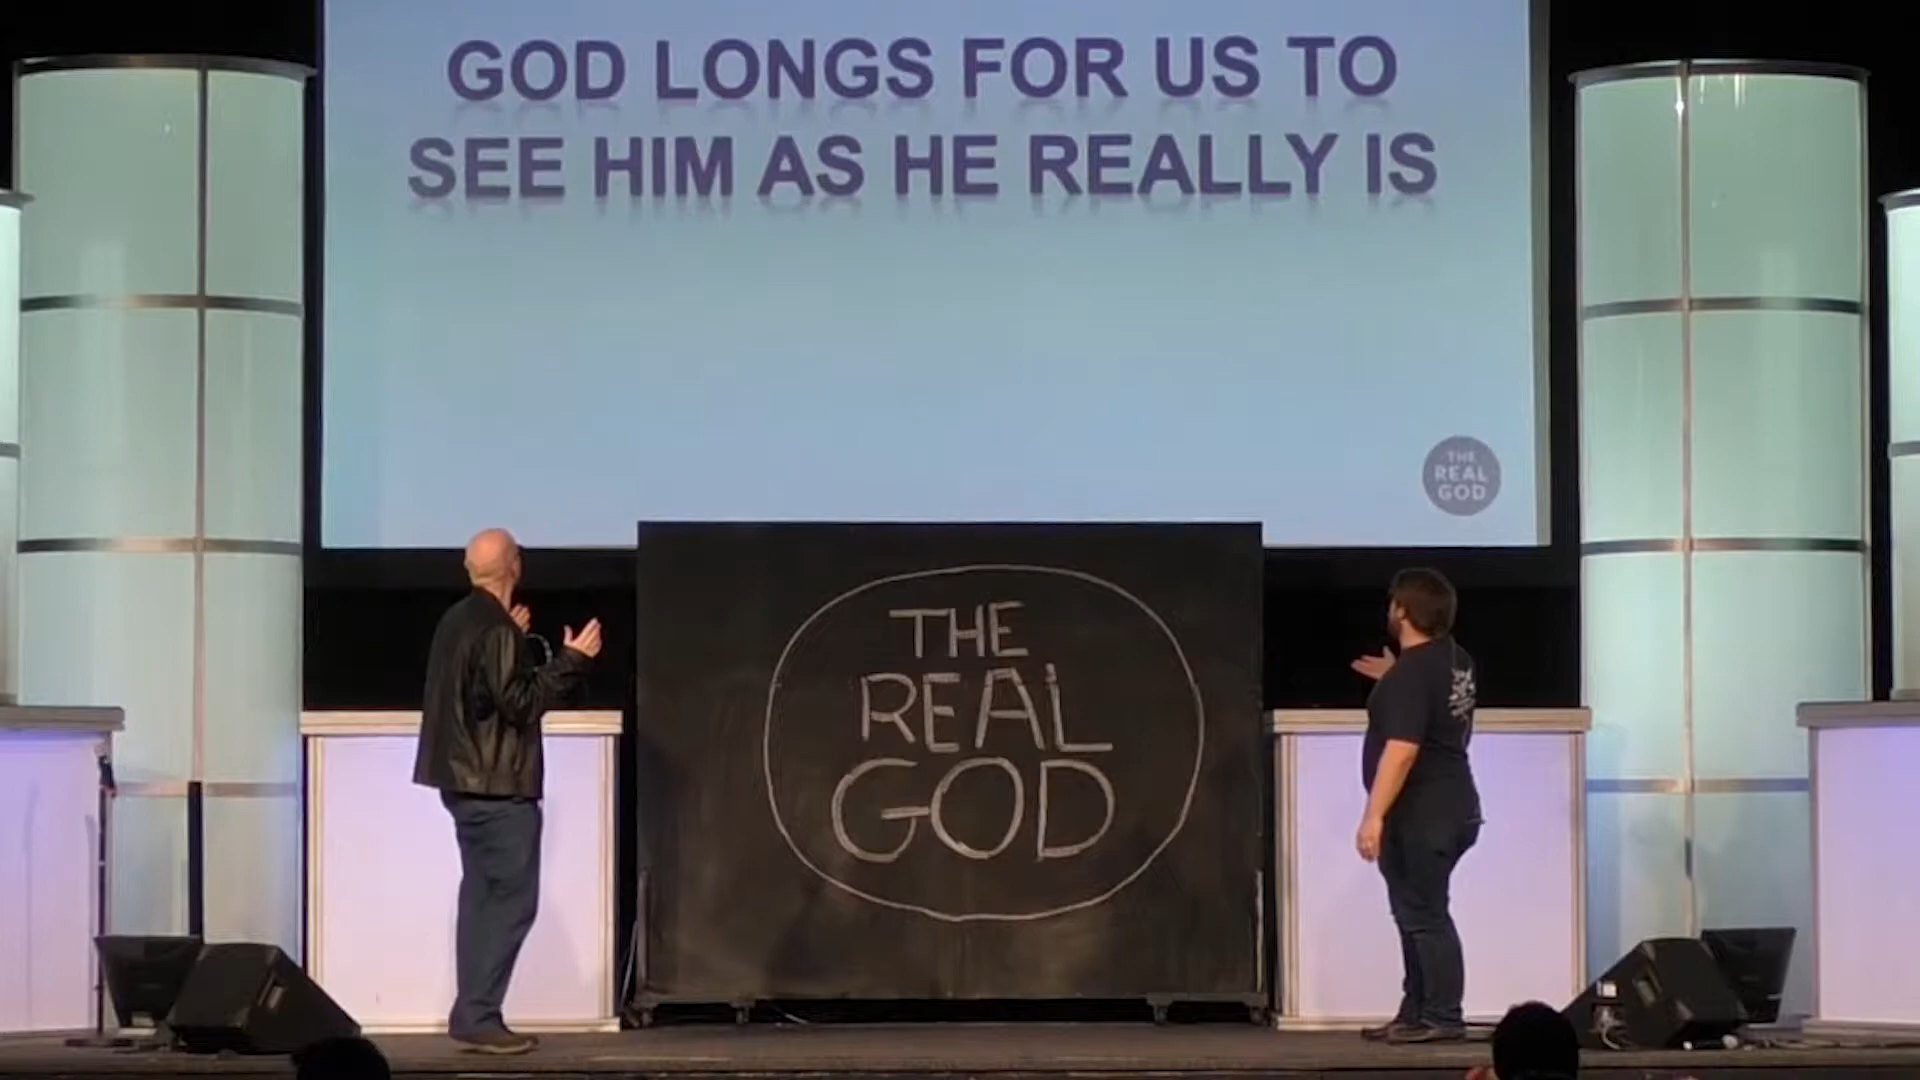 GOD LONGS FOR US TO
SEE HIM AS HE REALLY IS
THE
REAL
GOD
THE
REAL
GOD